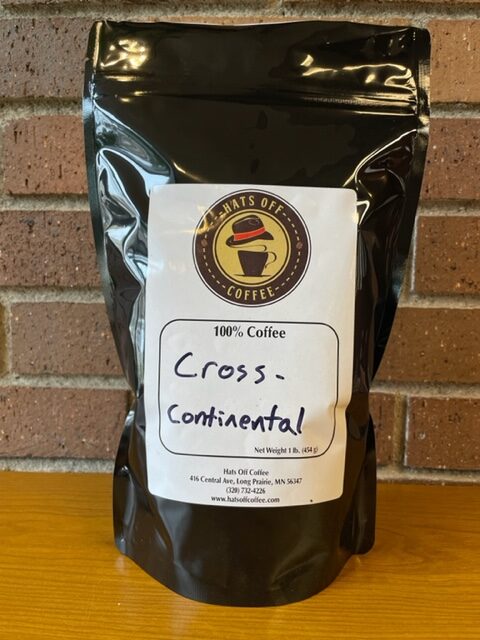 HATS OFF
COFFEE
100% Coffee
Cross-
Continental
Net Weight 1 lb. (454 g)
Hats Off Coffee
416 Central Ave, Long Prairie, MN 56347
(320) 732-4226
www.hatsoffcoffee.com